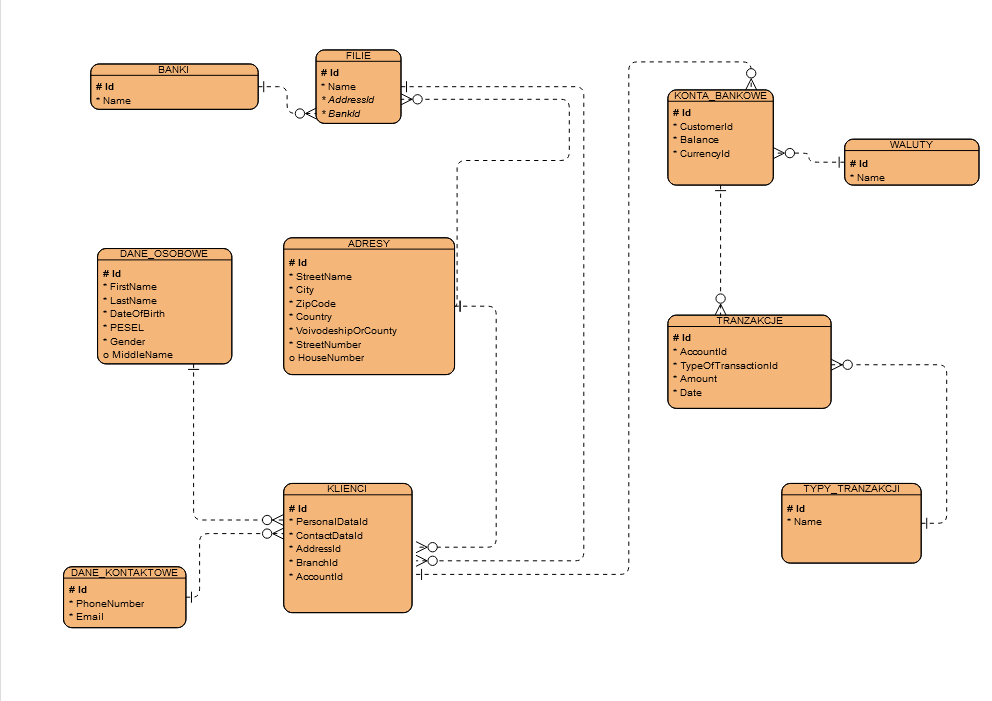 BANKI
# Id
* Name
FILIE
# Id
* Name
* AddressId
* BankId
KONTA_BANKOWE
# Id
* CustomerId
* Balance
* CurrencyId
WALUTY
# Id
* Name
DANE_OSOBOWE
# Id
* FirstName
* LastName
* DateOfBirth
* PESEL
* Gender
o MiddleName
ADRESY
# Id
* StreetName
* City
* ZipCode
* Country
* VoivodeshipOrCounty
* StreetNumber
o HouseNumber
TRANZAKCJE
# Id
* AccountId
* TypeOfTransactionId
* Amount
* Date
KLIENCI
# Id
* PersonalDataId
* ContactDataId
* AddressId
* BranchId
* AccountId
TYPY_TRANZAKCJI
# Id
* Name
DANE_KONTAKTOWE
# Id
* PhoneNumber
* Email